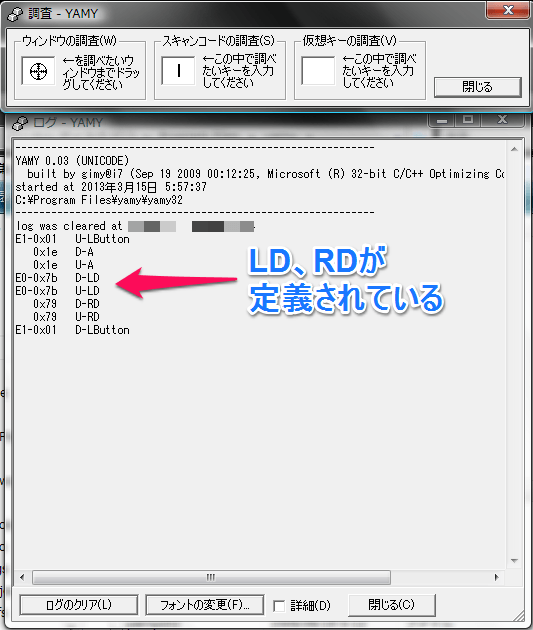 調査 - YAMY
ウィンドウの調査(W)
←を調べたいウ
ィンドウまでドラッ
グしてください
スキャンコードの調査(S)
←この中で調べ
たいキーを入力
してください
仮想キーの調査(V)
←この中で調べ
たいキーを入力
してください
閉じる
ログ - YAMY
YAMY 0.03 (UNICODE)
built by gimy@i7 (Sep 19 2009 00:12:25, Microsoft (R) 32-bit C/C++ Optimizing Co
started at 2013年3月15日 5:57:37
C:¥Program Files¥yamy¥yamy32
log was cleared at
E1-0x01 U-LButton
0x1e D-A
0x1e U-A
E0-0x7b D-LD
E0-0x7b U-LD
0x79 D-RD
0x79 U-RD
E1-0x01 D-LButton
LD、RDが
定義されている
ログのクリア(L)
フォントの変更(F)...
詳細(D)
閉じる(C)